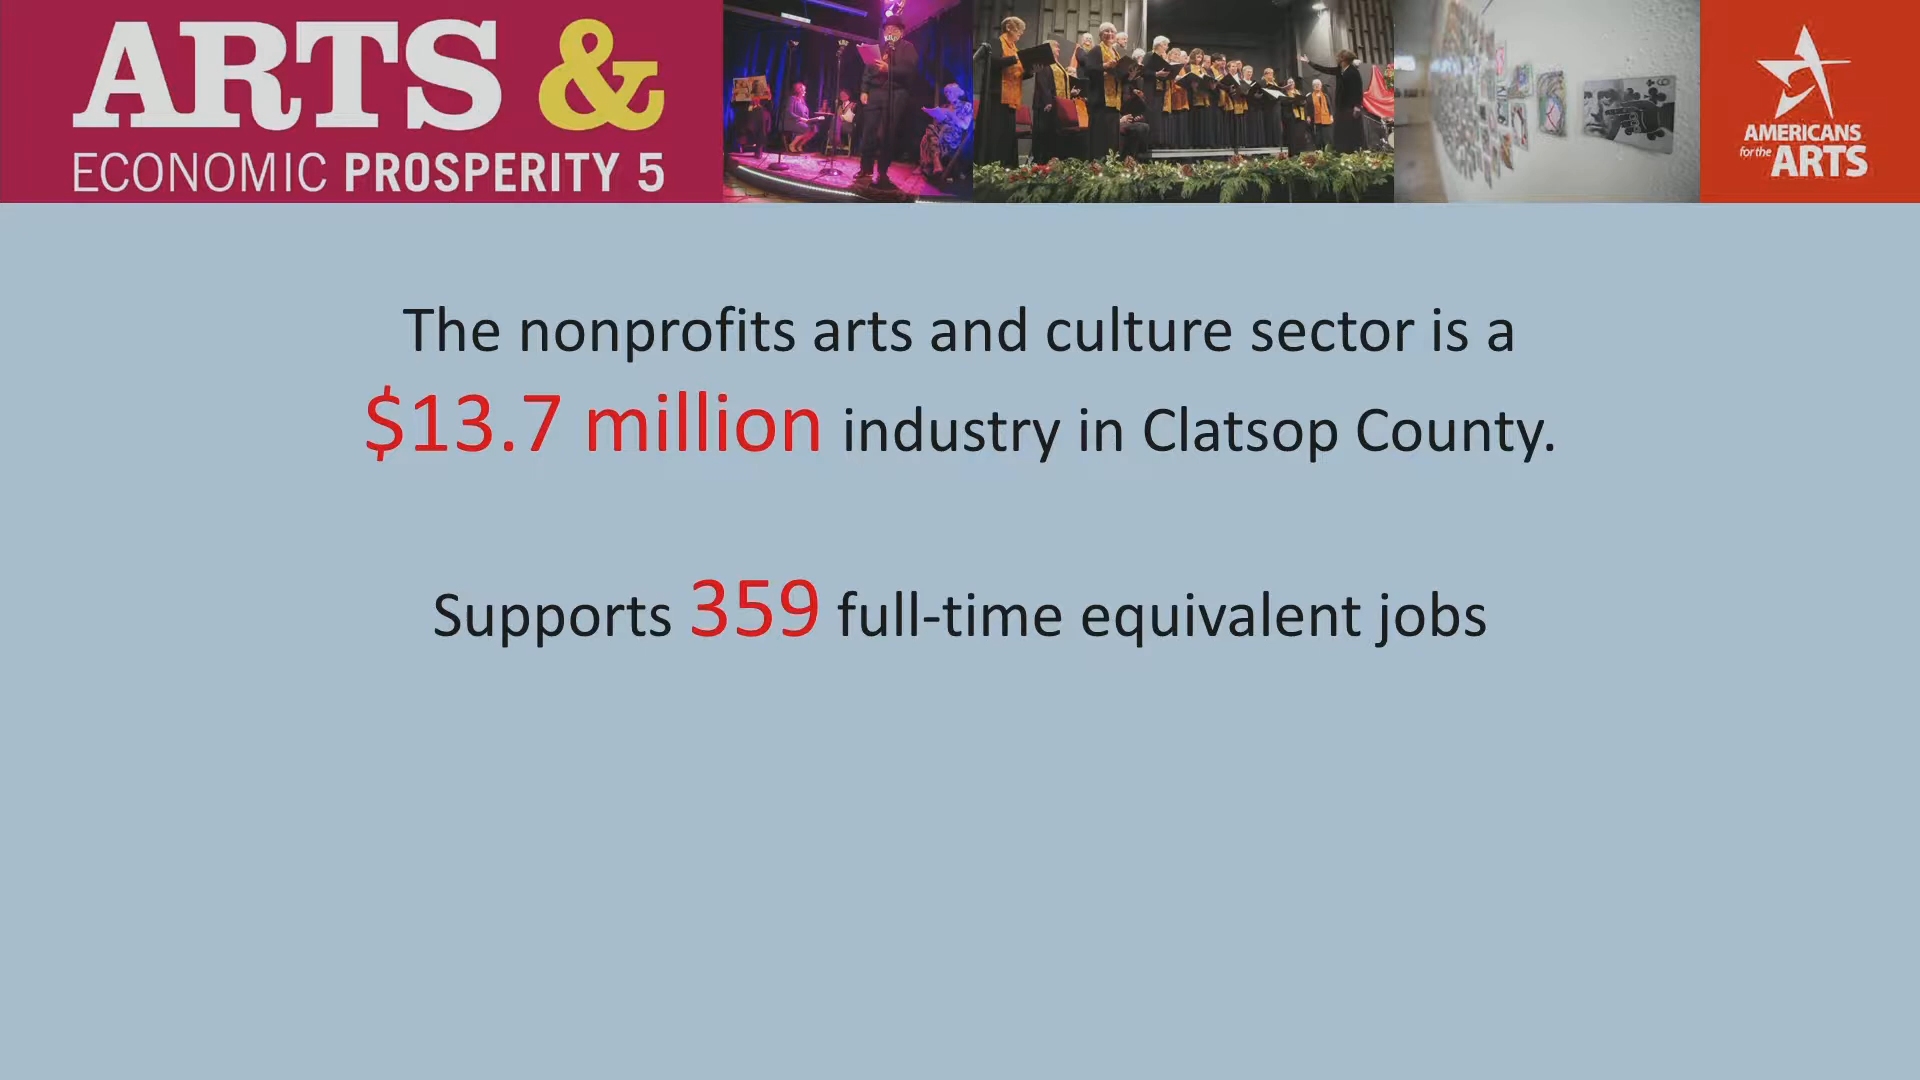 ARTS &
ECONOMIC PROSPERITY 5
AMERICANS
for the
ARTS
The nonprofits arts and culture sector is a
$13.7 million industry in Clatsop County.
Supports 359 full-time equivalent jobs